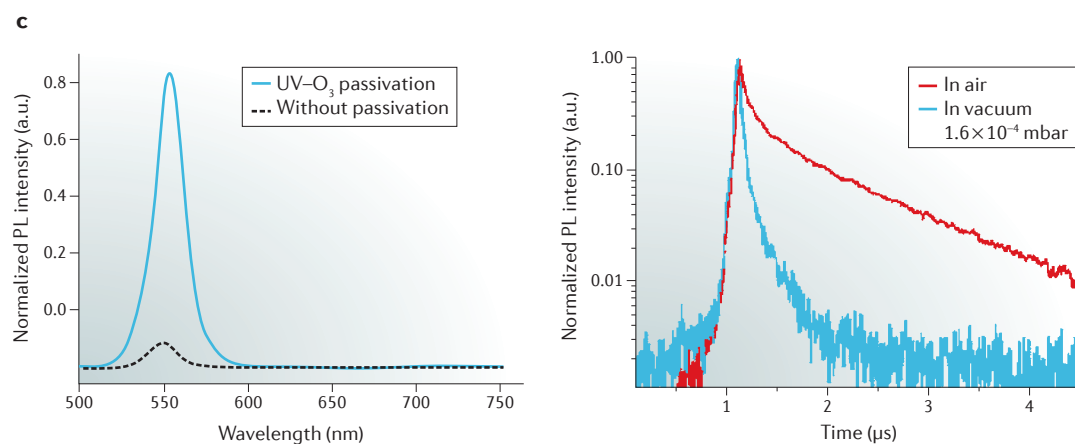 c
Normalized PL intensity (a.u.)
0.8
0.6
0.4
0.2
0.0
UV–O₃ passivation
Without passivation
500
550
600
650
700
750
Wavelength (nm)
Normalized PL intensity (a.u.)
1.00
0.10
0.01
In air
In vacuum
1.6×10⁻⁴ mbar
1
2
3
4
Time (μs)